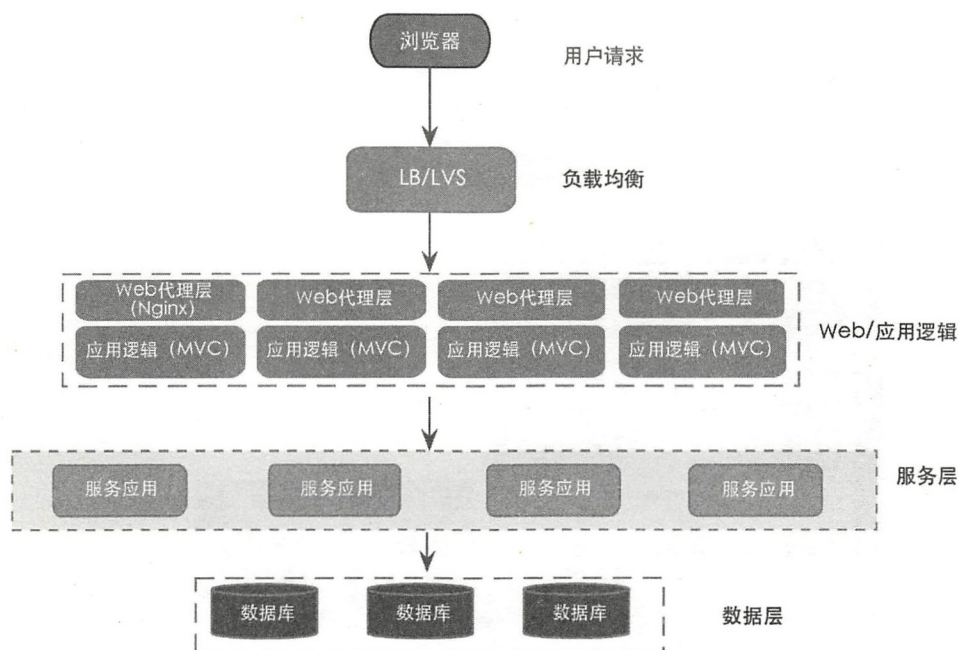 浏览器
用户请求
LB/LVS
负载均衡
Web代理层
(Nginx)
Web代理层
Web代理层
Web代理层
应用逻辑（MVC）
应用逻辑（MVC）
应用逻辑（MVC）
应用逻辑（MVC）
Web/应用逻辑
服务应用
服务应用
服务应用
服务应用
服务层
数据库
数据库
数据库
数据层